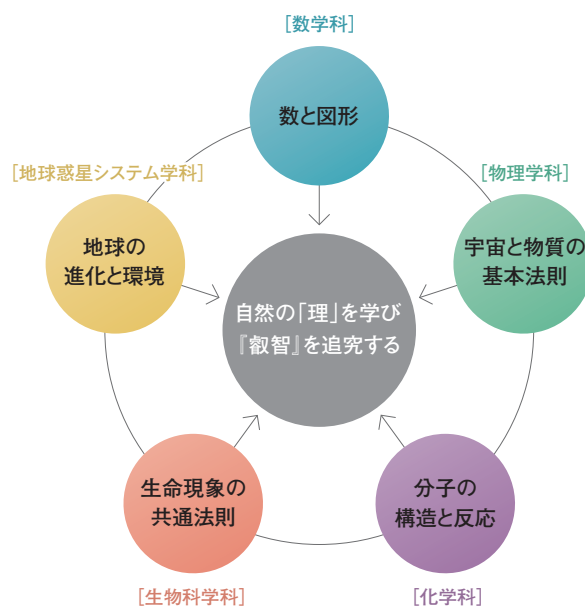 [数学科]
数と図形
[地球惑星システム学科]
地球の
進化と環境
[物理学科]
宇宙と物質の
基本法則
自然の「理」を学び
『叡智』を追究する
生命現象の
共通法則
[生物科学科]
分子の
構造と反応
[化学科]